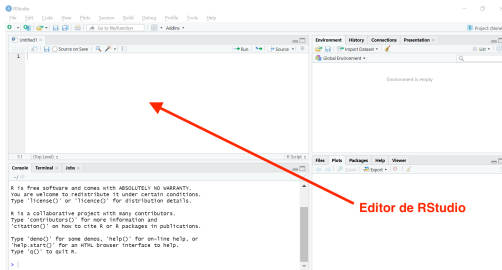 RStudio
File Edit Code View Plots Session Build Debug Profile Tools Help
Go to file/function
Addins
Project: (None)
Untitled1
Source on Save
Run
Source
1
1:1
(Top Level)
R Script
Console Terminal Jobs
R is free software and comes with ABSOLUTELY NO WARRANTY.
You are welcome to redistribute it under certain conditions.
Type 'license()' or 'licence()' for distribution details.
R is a collaborative project with many contributors.
Type 'contributors()' for more information and
'citation()' on how to cite R or R packages in publications.
Type 'demo()' for some demos, 'help()' for on-line help, or
'help.start()' for an HTML browser interface to help.
Type 'q()' to quit R.
>
Environment History Connections Presentation
Import Dataset
List
Global Environment
Environment is empty
Files Plots Packages Help Viewer
Zoom Export
Editor de RStudio